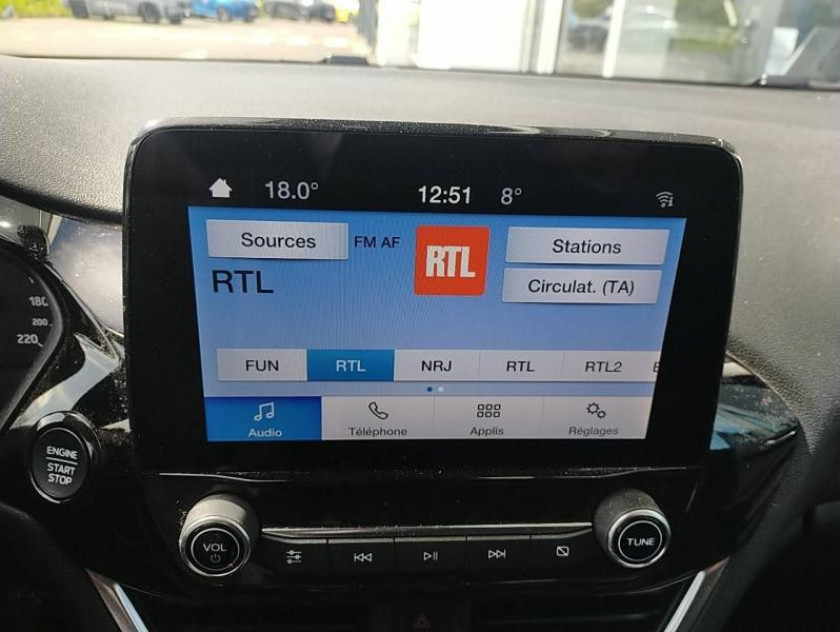 18.0° 12:51 8°
Sources FM AF RTL Stations
RTL Circulat. (TA)
FUN RTL NRJ RTL RTL2
Audio Téléphone Applis Réglages
180
200
220
ENGINE
START
STOP
VOL TUNE